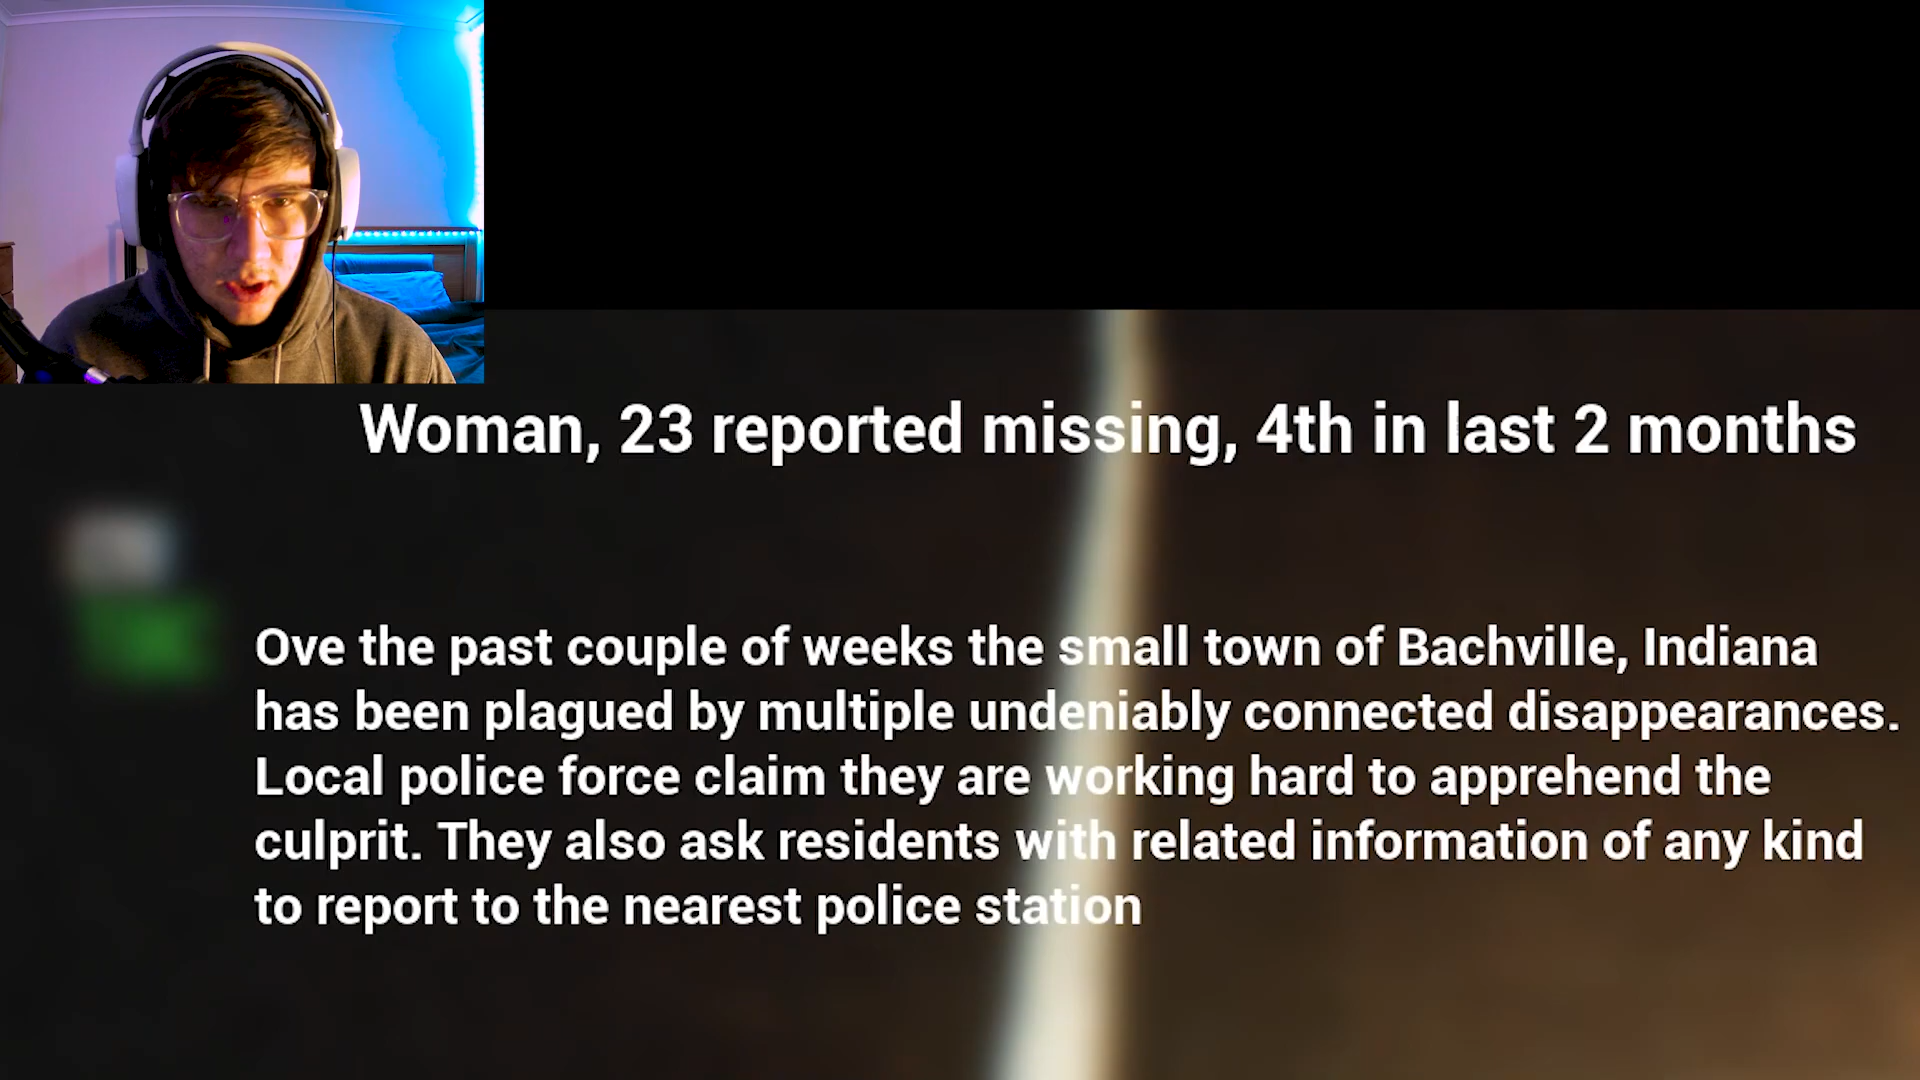 Woman, 23 reported missing, 4th in last 2 months
Ove the past couple of weeks the small town of Bachville, Indiana
has been plagued by multiple undeniably connected disappearances.
Local police force claim they are working hard to apprehend the
culprit. They also ask residents with related information of any kind
to report to the nearest police station